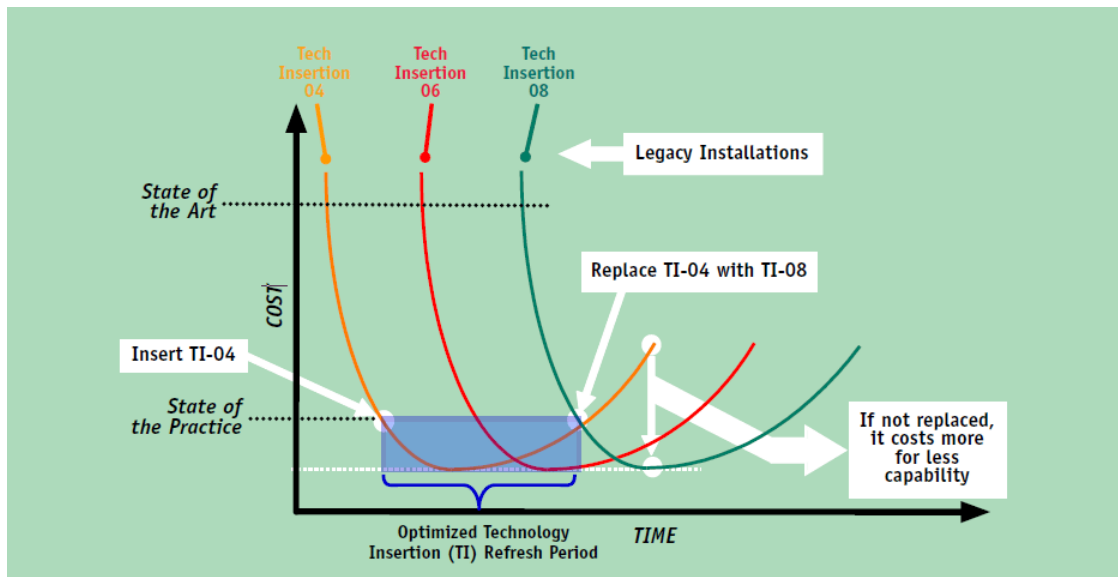 Tech
Insertion
04
Tech
Insertion
06
Tech
Insertion
08
Legacy Installations
State of
the Art
Replace TI-04 with TI-08
COST
Insert TI-04
State of
the Practice
If not replaced,
it costs more
for less
capability
Optimized Technology
Insertion (TI) Refresh Period
TIME